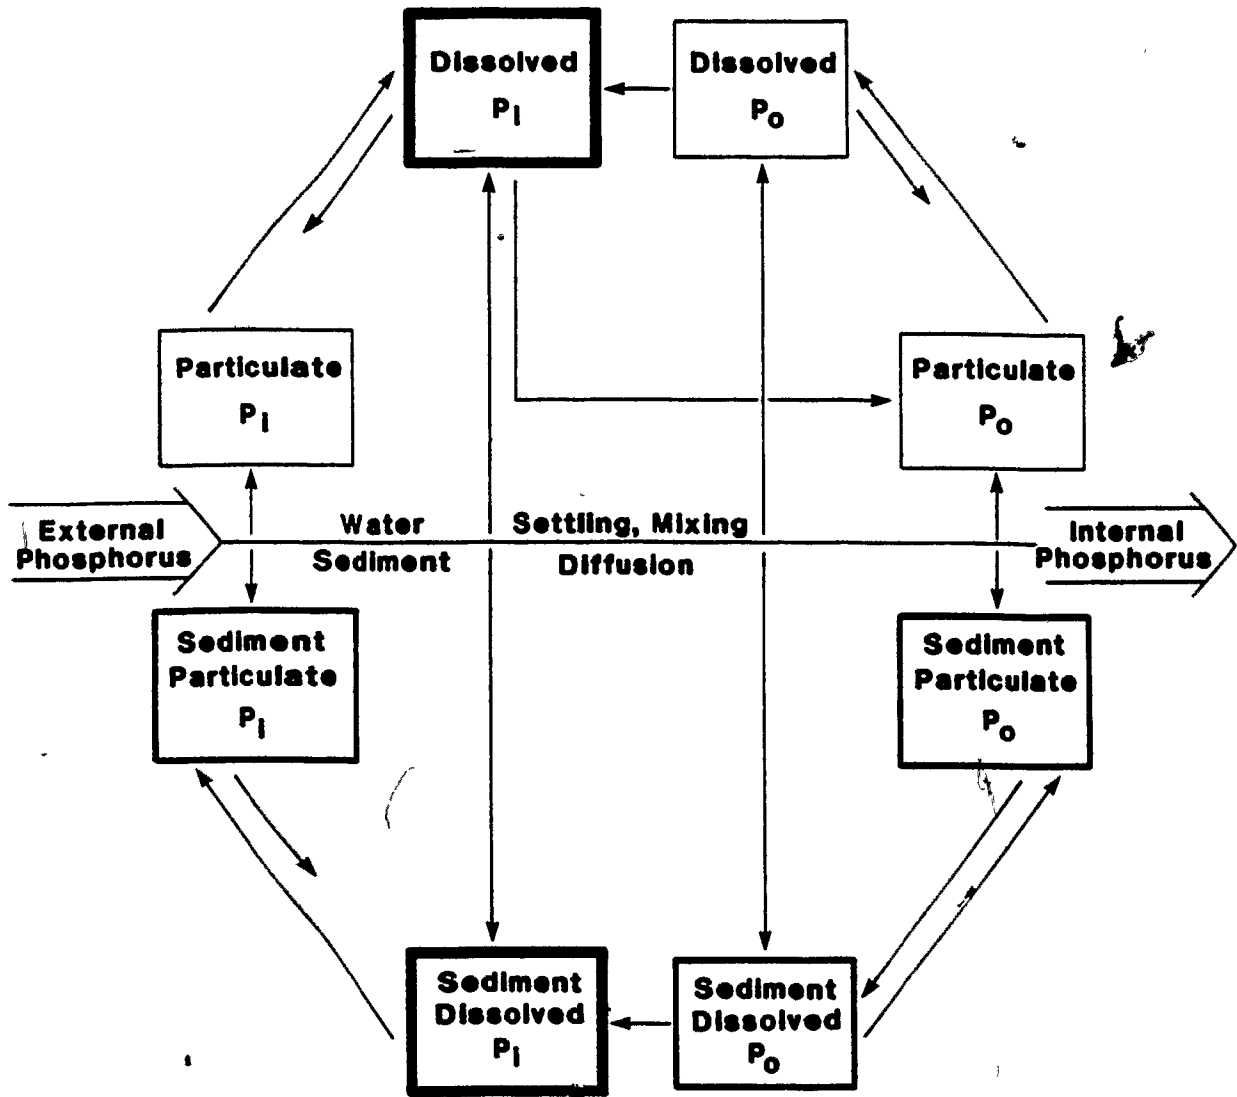 Dissolved
Pi
Dissolved
Po
Particulate
Pi
Particulate
Po
External
Phosphorus
Water
Sediment
Settling, Mixing
Diffusion
Internal
Phosphorus
Sediment
Particulate
Pi
Sediment
Particulate
Po
Sediment
Dissolved
Pi
Sediment
Dissolved
Po